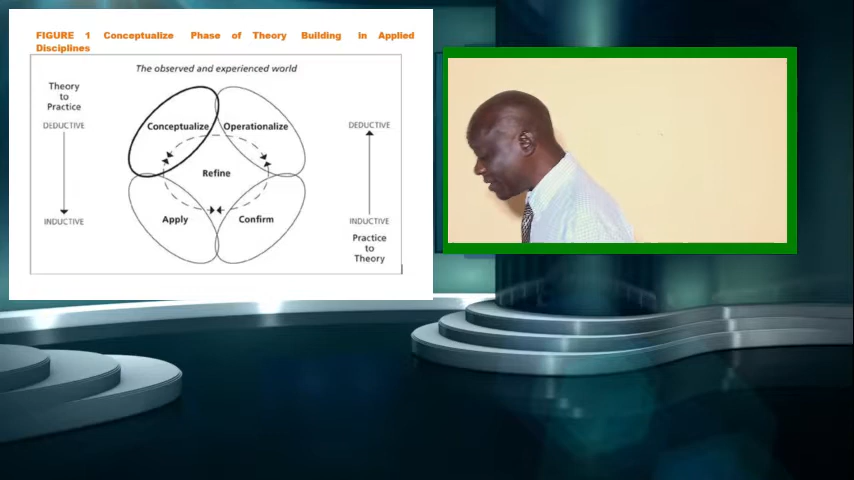 FIGURE 1 Conceptualize Phase of Theory Building in Applied
Disciplines
The observed and experienced world
Theory
to
Practice
DEDUCTIVE
INDUCTIVE
Conceptualize
Operationalize
Refine
Apply
Confirm
DEDUCTIVE
INDUCTIVE
Practice
to
Theory